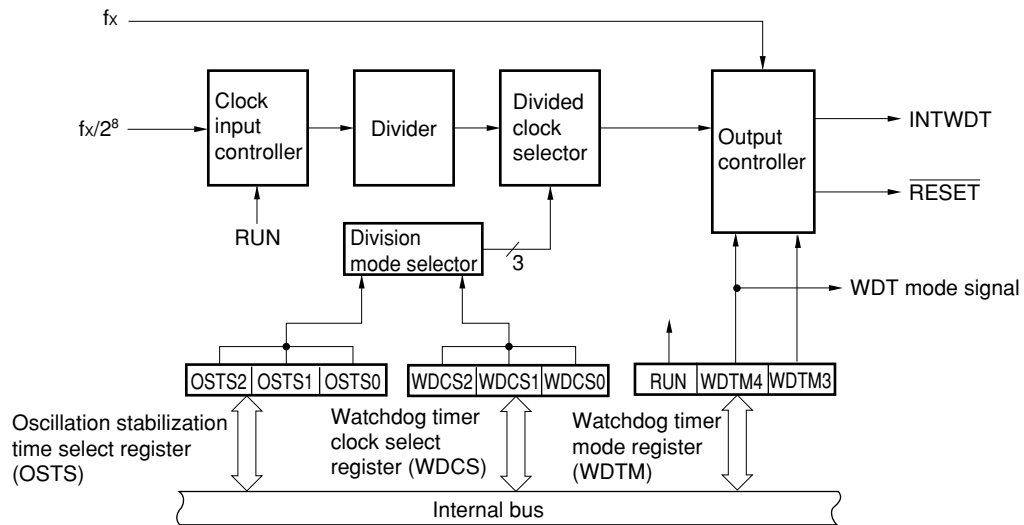 fX
fX/2⁸
Clock
input
controller
Divider
Divided
clock
selector
Output
controller
INTWDT
RESET
RUN
Division
mode selector
3
WDT mode signal
OSTS2 OSTS1 OSTS0
WDCS2 WDCS1 WDCS0
RUN WDTM4 WDTM3
Oscillation stabilization
time select register
(OSTS)
Watchdog timer
clock select
register (WDCS)
Watchdog timer
mode register
(WDTM)
Internal bus